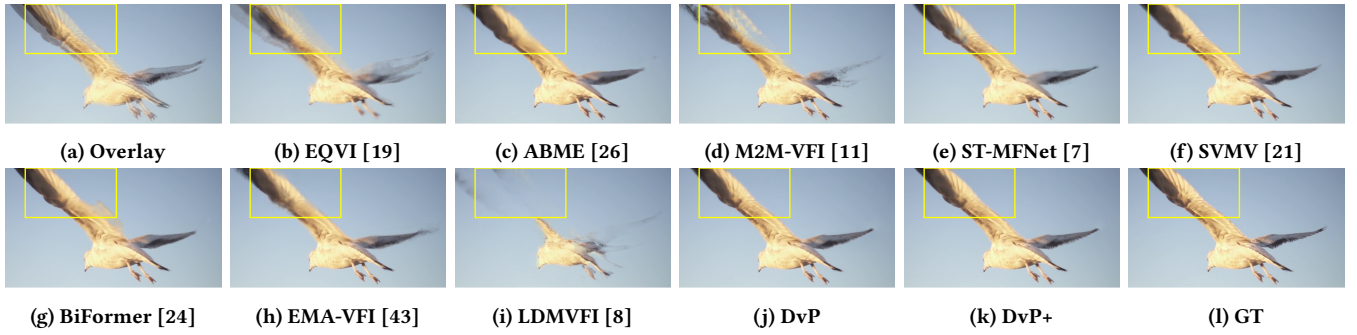 (a) Overlay
(b) EQVI [19]
(c) ABME [26]
(d) M2M-VFI [11]
(e) ST-MFNet [7]
(f) SVMV [21]
(g) BiFormer [24]
(h) EMA-VFI [43]
(i) LDMVFI [8]
(j) DvP
(k) DvP+
(l) GT